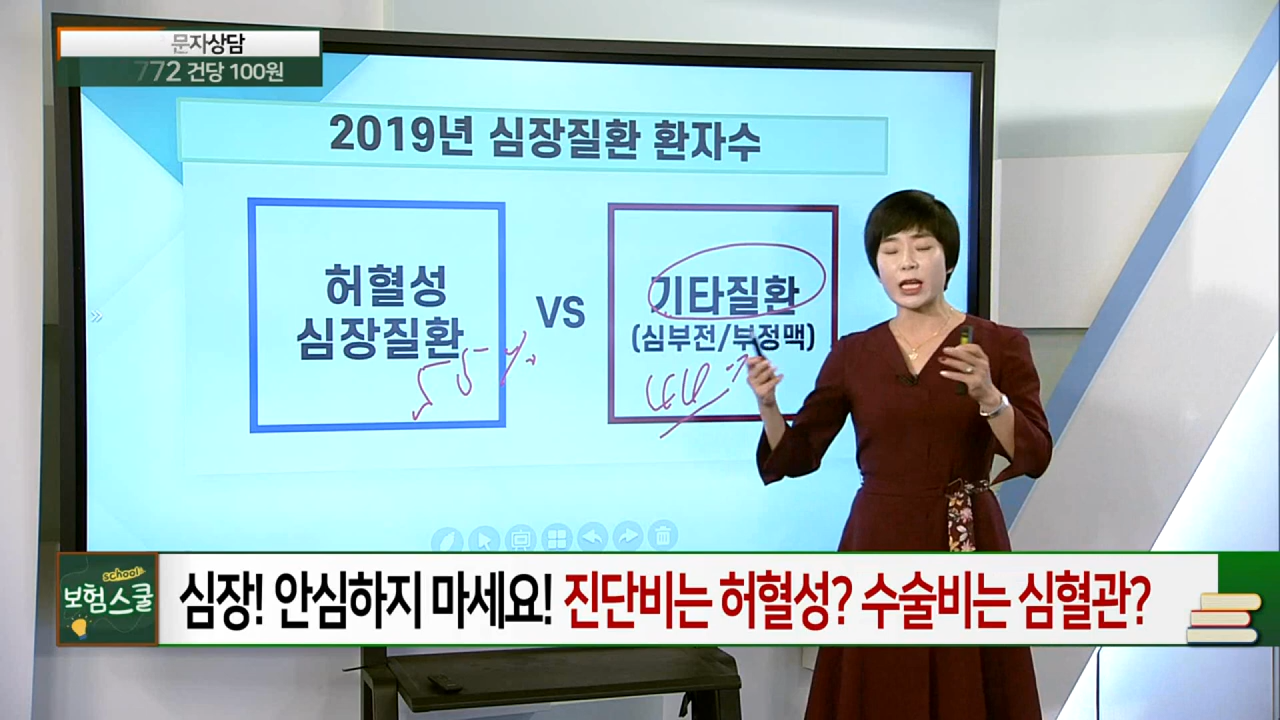 문자상담
772 건당 100원
2019년 심장질환 환자수
허혈성
심장질환
55%
VS
기타질환
(심부전/부정맥)
44
school
보험스쿨
심장! 안심하지 마세요! 진단비는 허혈성? 수술비는 심혈관?